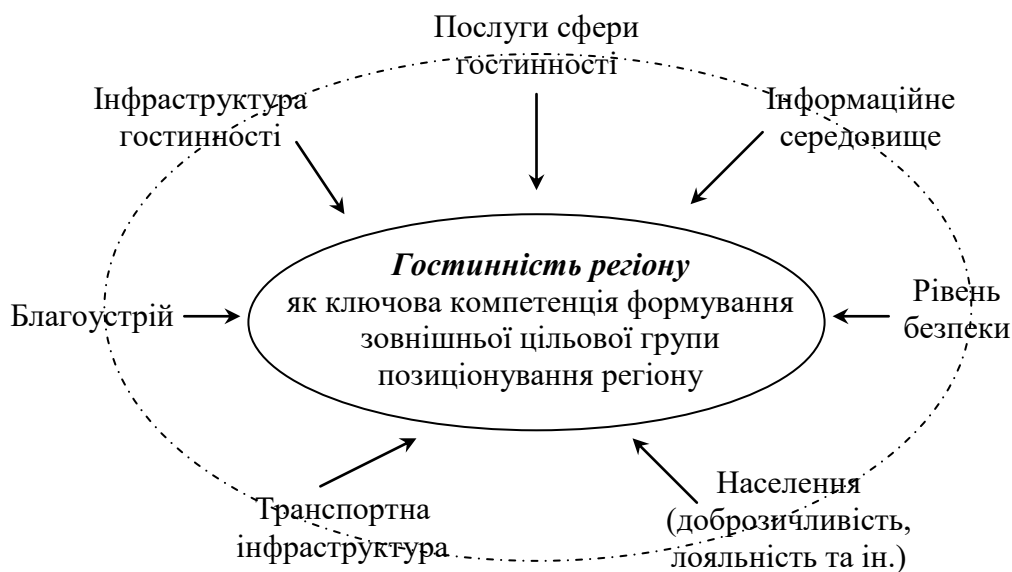 Послуги сфери
гостинності
Інфраструктура
гостинності
Інформаційне
середовище
Гостинність регіону
як ключова компетенція формування
зовнішньої цільової групи
позиціонування регіону
Благоустрій
Рівень
безпеки
Транспортна
інфраструктура
Населення
(доброзичливість,
лояльність та ін.)